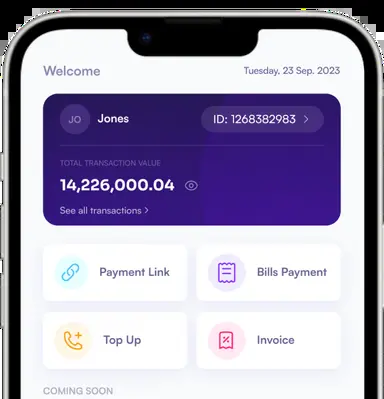 Welcome
Tuesday, 23 Sep. 2023
JO
Jones
ID: 1268382983
TOTAL TRANSACTION VALUE
14,226,000.04
See all transactions
Payment Link
Bills Payment
Top Up
Invoice
COMING SOON